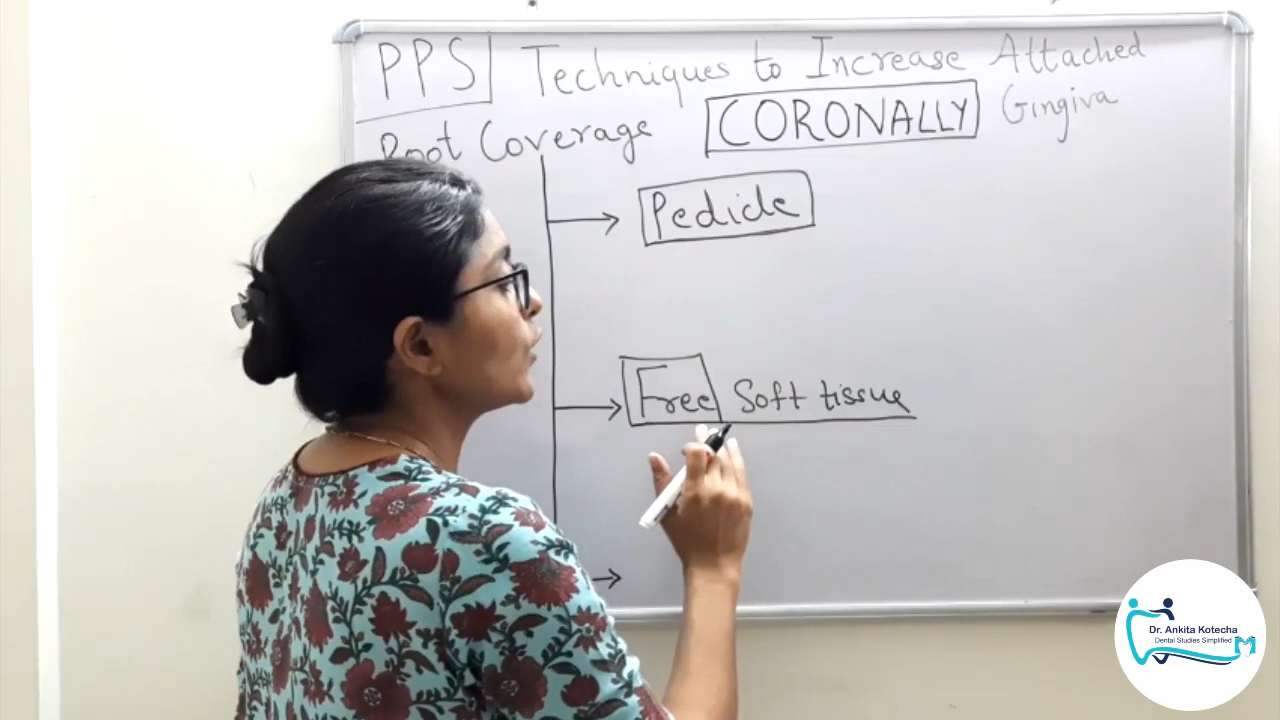 PPS Techniques to Increase Attached
Root Coverage CORONALLY Gingiva
Pedicle
Free Soft tissue
Dr. Ankita Kotecha
Dental Studies Simplified